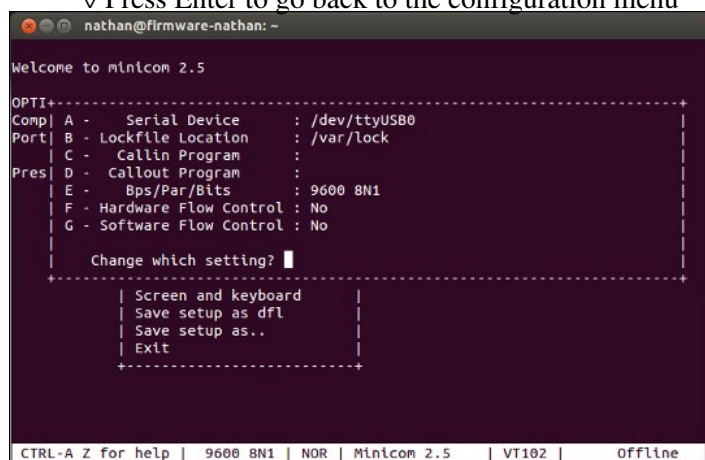 √ Press Enter to go back to the configuration menu
nathan@firmware-nathan: ~
Welcome to minicom 2.5
OPTI+-----------------------------------------------------------------------+
Comp| A -    Serial Device      : /dev/ttyUSB0                              |
Port| B - Lockfile Location     : /var/lock                                 |
    | C -   Callin Program      :                                           |
Pres| D -  Callout Program      :                                           |
    | E -    Bps/Par/Bits       : 9600 8N1                                  |
    | F - Hardware Flow Control : No                                        |
    | G - Software Flow Control : No                                        |
    |                                                                       |
    |    Change which setting?                                              |
    +-----------------------------------------------------------------------+
            | Screen and keyboard      |
            | Save setup as dfl        |
            | Save setup as..          |
            | Exit                     |
            +--------------------------+
CTRL-A Z for help |  9600 8N1 | NOR | Minicom 2.5    | VT102 |      Offline